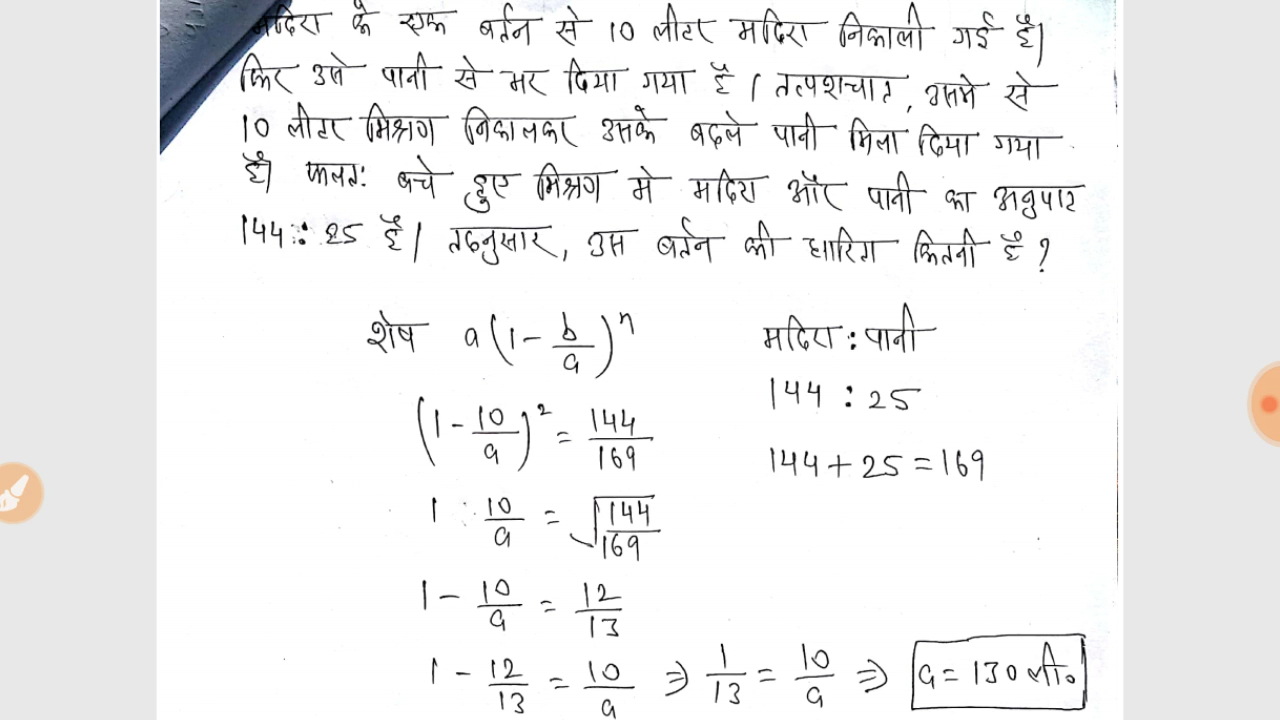 मदिरा के एक बर्तन से 10 लीटर मदिरा निकाली गई है।
फिर उसे पानी से भर दिया गया है। तत्पशचात, उसमे से
10 लीटर मिश्रण निकालकर उसके बदले पानी मिला दिया गया
है। फलत: बचे हुए मिश्रण मे मदिरा और पानी का अनुपात
144 : 25 है। तदनुसार, उस बर्तन की धारिता कितनी है ?
शेष a(1 - b/a)^n
मदिरा : पानी
144 : 25
(1 - 10/a)^2 = 144/169
144 + 25 = 169
1 10/a = √144/169
1 - 10/a = 12/13
1 - 12/13 = 10/a ⇒ 1/13 = 10/a ⇒ a = 130 ली०